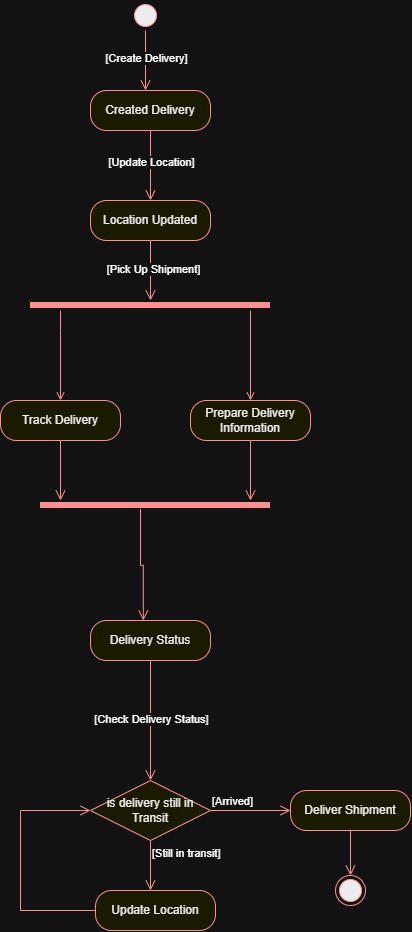 [Create Delivery]
Created Delivery
[Update Location]
Location Updated
[Pick Up Shipment]
Track Delivery
Prepare Delivery
Information
Delivery Status
[Check Delivery Status]
is delivery still in
Transit
[Arrived]
Deliver Shipment
[Still in transit]
Update Location